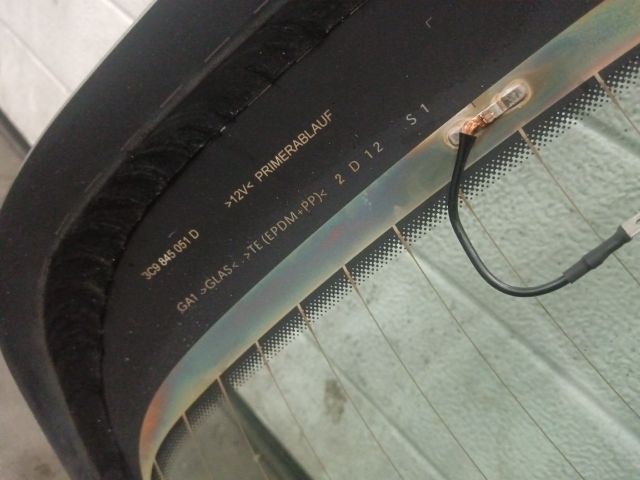 >12V< PRIMERABLAUF
3C9 845 051 D
GA1 >GLAS< .>TE (EPDM+PP)< 2 D 12 S 1